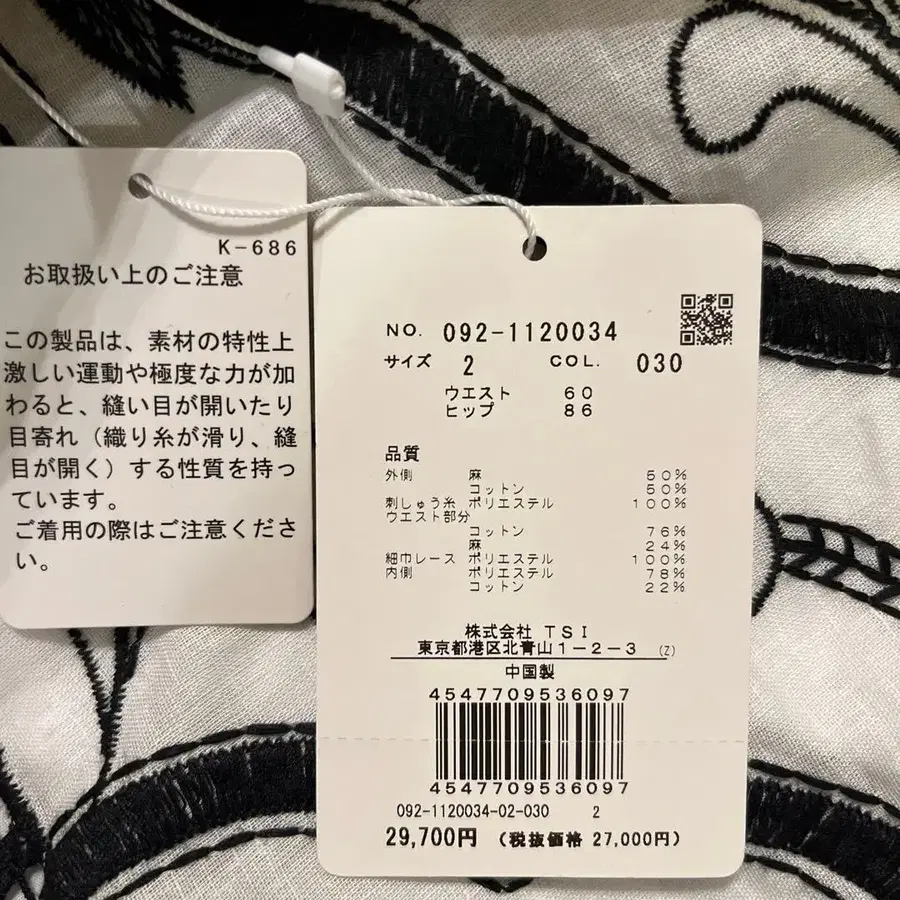 K-686
お取扱い上のご注意
この製品は、素材の特性上
激しい運動や極度な力が加
わると、縫い目が開いたり
目寄れ（織り糸が滑り、縫
目が開く）する性質を持っ
ています。
ご着用の際はご注意くださ
い。
NO. 092-1120034
サイズ 2 COL. 030
ウエスト 60
ヒップ 86
品質
外側 麻 50%
コットン 50%
刺しゅう糸 ポリエステル 100%
ウエスト部分
コットン 76%
麻 24%
細巾レース ポリエステル 100%
内側 ポリエステル 78%
コットン 22%
株式会社 TSI
東京都港区北青山1-2-3 (Z)
中国製
4547709536097
4547709536097
092-1120034-02-030 2
29,700円 (税抜価格 27,000円)